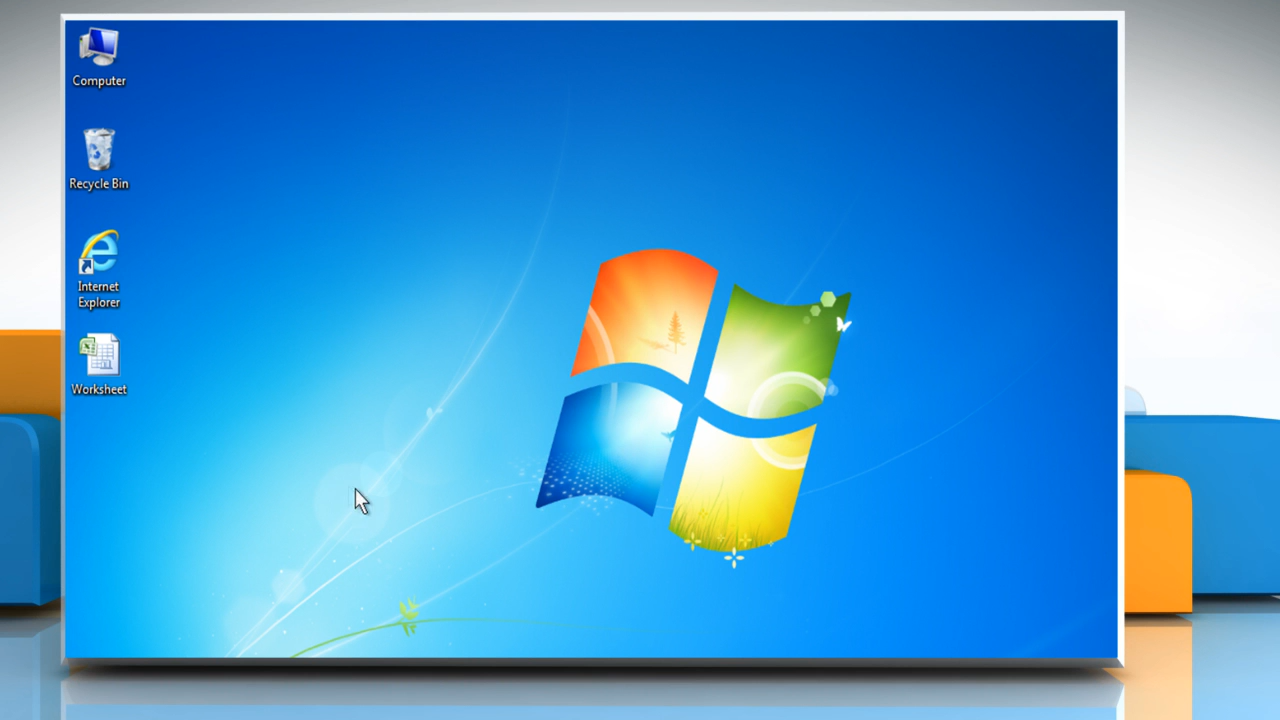 Computer
Recycle Bin
Internet
Explorer
Worksheet